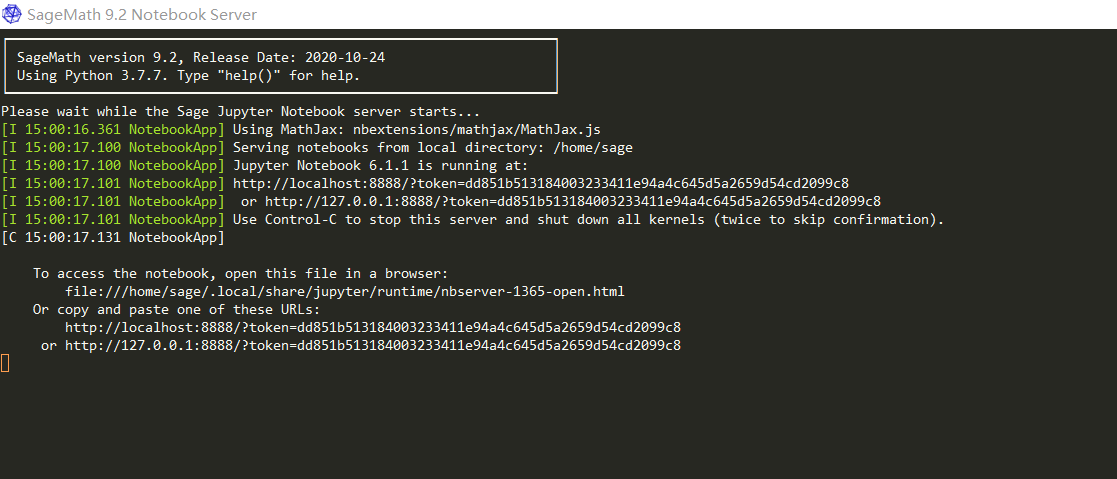 SageMath 9.2 Notebook Server
SageMath version 9.2, Release Date: 2020-10-24
Using Python 3.7.7. Type "help()" for help.
Please wait while the Sage Jupyter Notebook server starts...
[I 15:00:16.361 NotebookApp] Using MathJax: nbextensions/mathjax/MathJax.js
[I 15:00:17.100 NotebookApp] Serving notebooks from local directory: /home/sage
[I 15:00:17.100 NotebookApp] Jupyter Notebook 6.1.1 is running at:
[I 15:00:17.101 NotebookApp] http://localhost:8888/?token=dd851b513184003233411e94a4c645d5a2659d54cd2099c8
[I 15:00:17.101 NotebookApp]  or http://127.0.0.1:8888/?token=dd851b513184003233411e94a4c645d5a2659d54cd2099c8
[I 15:00:17.101 NotebookApp] Use Control-C to stop this server and shut down all kernels (twice to skip confirmation).
[C 15:00:17.131 NotebookApp]
To access the notebook, open this file in a browser:
file:///home/sage/.local/share/jupyter/runtime/nbserver-1365-open.html
Or copy and paste one of these URLs:
http://localhost:8888/?token=dd851b513184003233411e94a4c645d5a2659d54cd2099c8
or http://127.0.0.1:8888/?token=dd851b513184003233411e94a4c645d5a2659d54cd2099c8